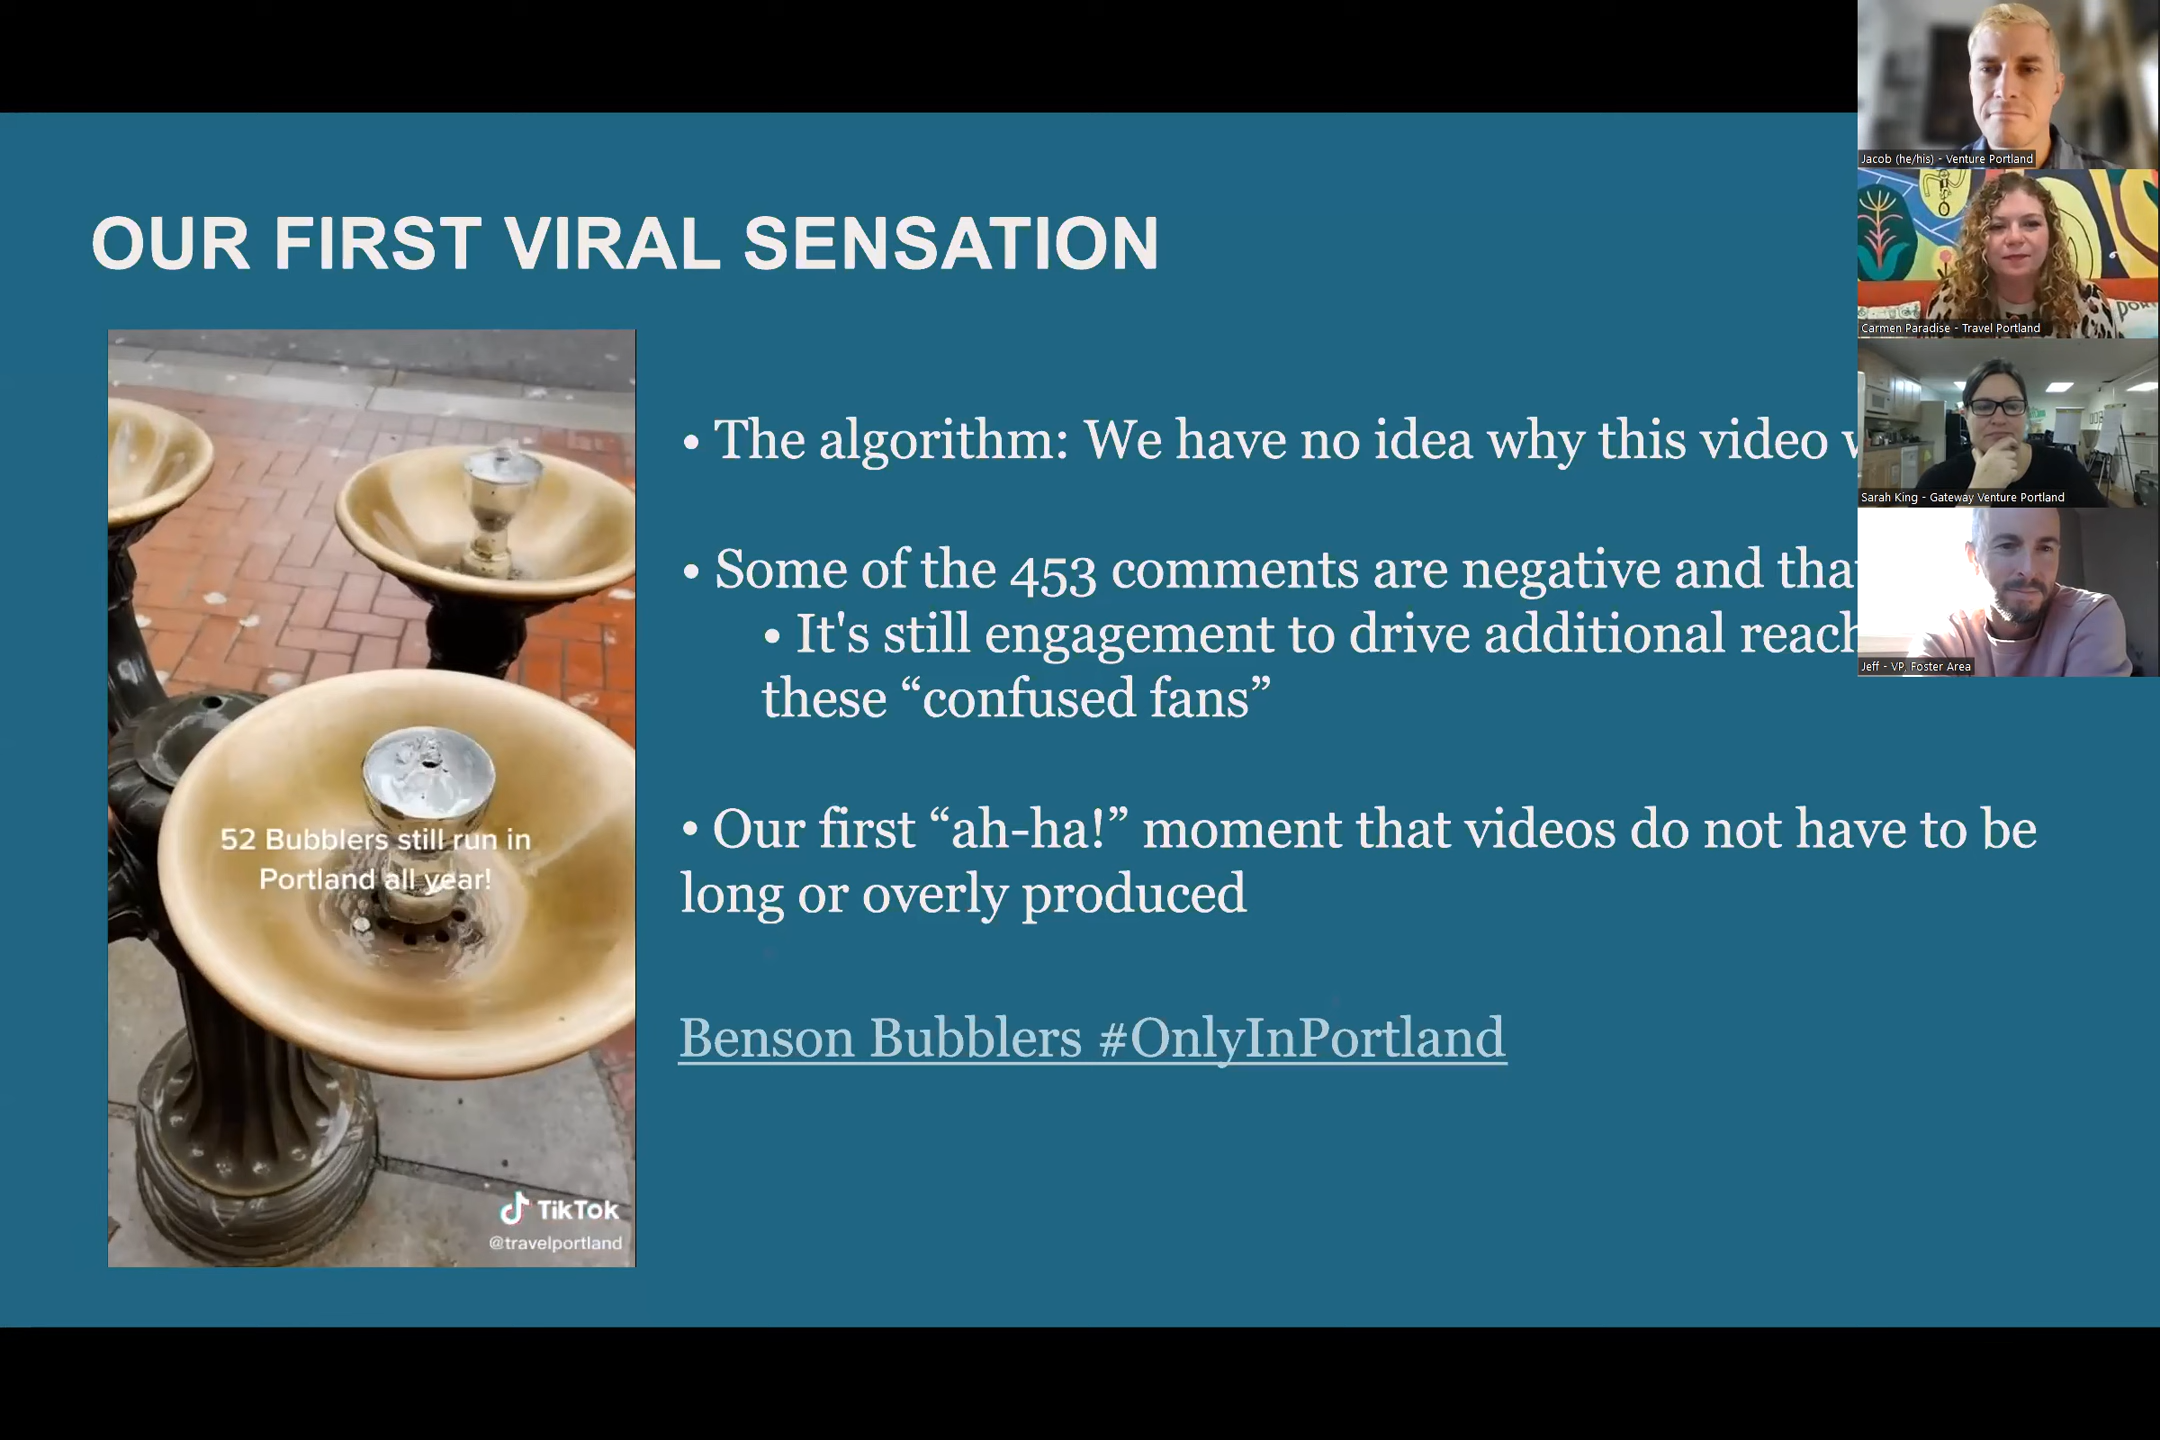 OUR FIRST VIRAL SENSATION
• The algorithm: We have no idea why this video
• Some of the 453 comments are negative and
• It's still engagement to drive additional reach
these “confused fans”
• Our first “ah-ha!” moment that videos do not have to be
long or overly produced
Benson Bubblers #OnlyInPortland
52 Bubblers still run in
Portland all year!
TikTok
@travelportland
Jacob (he/his) - Venture Portland
Carmen Paradise - Travel Portland
Sarah King - Gateway Venture Portland
Jeff - VP, Foster Area